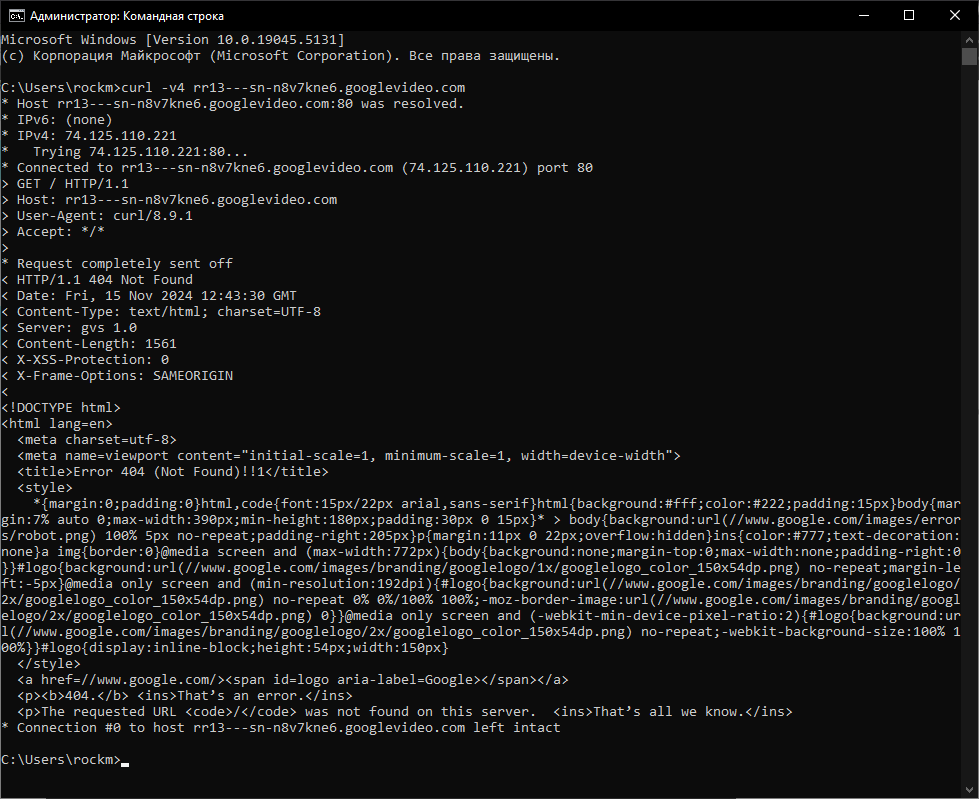 Администратор: Командная строка
Microsoft Windows [Version 10.0.19045.5131]
(c) Корпорация Майкрософт (Microsoft Corporation). Все права защищены.
C:\Users\rockm>curl -v4 rr13---sn-n8v7kne6.googlevideo.com
* Host rr13---sn-n8v7kne6.googlevideo.com:80 was resolved.
* IPv6: (none)
* IPv4: 74.125.110.221
*   Trying 74.125.110.221:80...
* Connected to rr13---sn-n8v7kne6.googlevideo.com (74.125.110.221) port 80
> GET / HTTP/1.1
> Host: rr13---sn-n8v7kne6.googlevideo.com
> User-Agent: curl/8.9.1
> Accept: */*
>
* Request completely sent off
< HTTP/1.1 404 Not Found
< Date: Fri, 15 Nov 2024 12:43:30 GMT
< Content-Type: text/html; charset=UTF-8
< Server: gvs 1.0
< Content-Length: 1561
< X-XSS-Protection: 0
< X-Frame-Options: SAMEORIGIN
<
<!DOCTYPE html>
<html lang=en>
  <meta charset=utf-8>
  <meta name=viewport content="initial-scale=1, minimum-scale=1, width=device-width">
  <title>Error 404 (Not Found)!!1</title>
  <style>
    *{margin:0;padding:0}html,code{font:15px/22px arial,sans-serif}html{background:#fff;color:#222;padding:15px}body{mar
gin:7% auto 0;max-width:390px;min-height:180px;padding:30px 0 15px}* > body{background:url(//www.google.com/images/error
s/robot.png) 100% 5px no-repeat;padding-right:205px}p{margin:11px 0 22px;overflow:hidden}ins{color:#777;text-decoration:
none}a img{border:0}@media screen and (max-width:772px){body{background:none;margin-top:0;max-width:none;padding-right:0
}}#logo{background:url(//www.google.com/images/branding/googlelogo/1x/googlelogo_color_150x54dp.png) no-repeat;margin-le
ft:-5px}@media only screen and (min-resolution:192dpi){#logo{background:url(//www.google.com/images/branding/googlelogo/
2x/googlelogo_color_150x54dp.png) no-repeat 0% 0%/100% 100%;-moz-border-image:url(//www.google.com/images/branding/googl
elogo/2x/googlelogo_color_150x54dp.png) 0}}@media only screen and (-webkit-min-device-pixel-ratio:2){#logo{background:ur
l(//www.google.com/images/branding/googlelogo/2x/googlelogo_color_150x54dp.png) no-repeat;-webkit-background-size:100% 1
00%}}#logo{display:inline-block;height:54px;width:150px}
  </style>
  <a href=//www.google.com/><span id=logo aria-label=Google></span></a>
  <p><b>404.</b> <ins>That’s an error.</ins>
  <p>The requested URL <code>/</code> was not found on this server.  <ins>That’s all we know.</ins>
* Connection #0 to host rr13---sn-n8v7kne6.googlevideo.com left intact
C:\Users\rockm>